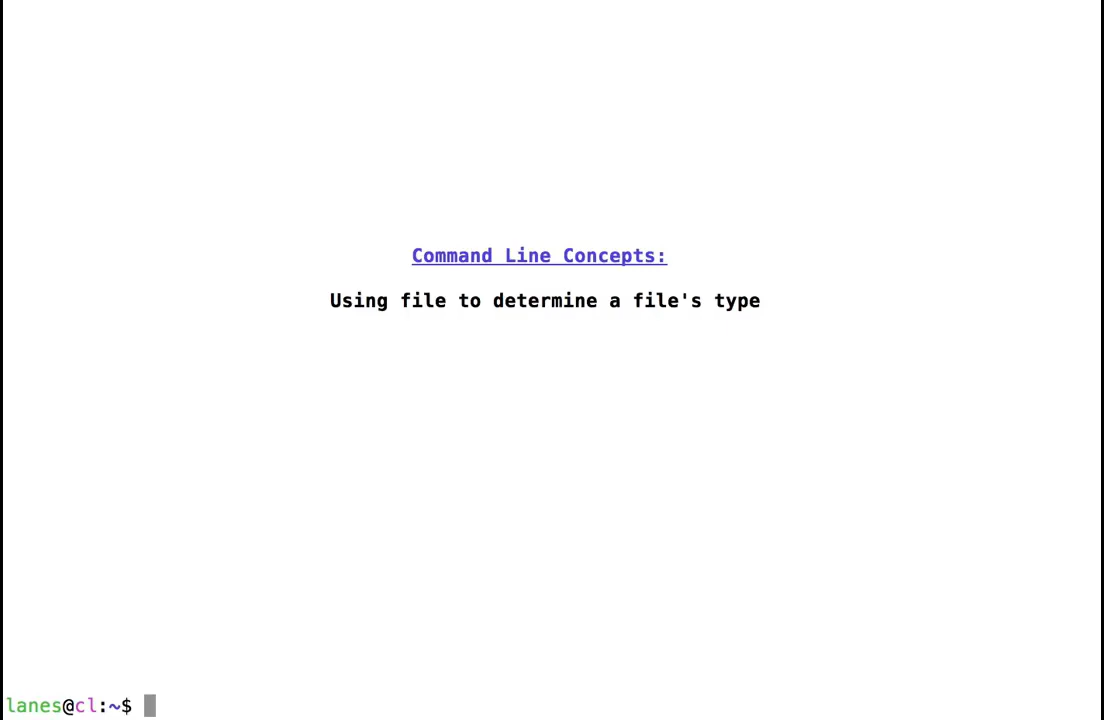 Command Line Concepts:
Using file to determine a file's type
lanes@cl:~$